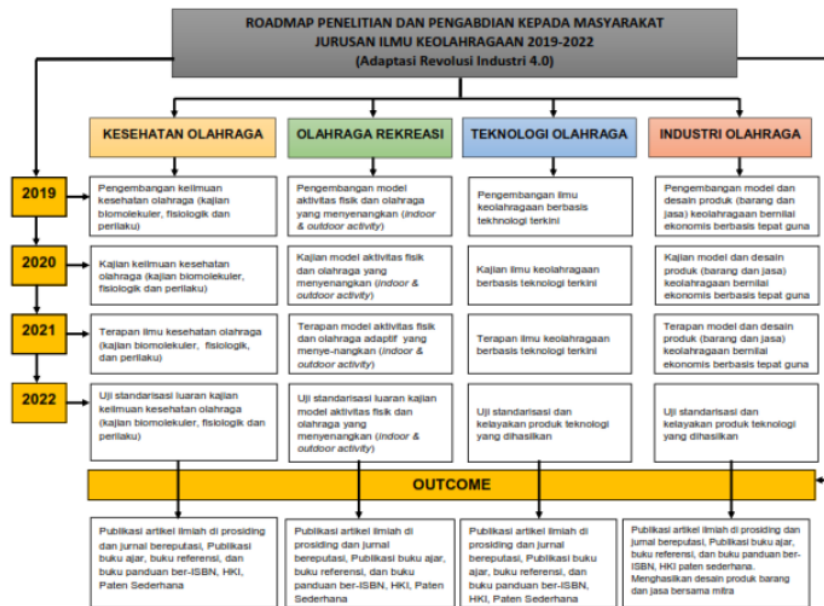 ROADMAP PENELITIAN DAN PENGABDIAN KEPADA MASYARAKAT
JURUSAN ILMU KEOLAHRAGAAN 2019-2022
(Adaptasi Revolusi Industri 4.0)
KESEHATAN OLAHRAGA
OLAHRAGA REKREASI
TEKNOLOGI OLAHRAGA
INDUSTRI OLAHRAGA
2019
Pengembangan keilmuan
kesehatan olahraga (kajian
biomolekuler, fisiologik dan
perilaku)
Pengembangan model
aktivitas fisik dan olahraga
yang menyenangkan (indoor
& outdoor activity)
Pengembangan ilmu
keolahragaan berbasis
tekhnologi terkini
Pengembangan model dan
desain produk (barang dan
jasa) keolahragaan bernilai
ekonomis berbasis tepat guna
2020
Kajian keilmuan kesehatan
olahraga (kajian biomolekuler,
fisiologik dan perilaku)
Kajian model aktivitas fisik
dan olahraga yang
menyenangkan (indoor &
outdoor activity)
Kajian ilmu keolahragaan
berbasis teknologi terkini
Kajian model dan desain
produk (barang dan jasa)
keolahragaan bernilai
ekonomis berbasis tepat guna
2021
Terapan ilmu kesehatan olahraga
(kajian biomolekuler, fisiologik,
dan perilaku)
Terapan model aktivitas fisik
dan olahraga adaptif yang
menye-nangkan (indoor &
outdoor activity)
Terapan ilmu keolahragaan
berbasis teknologi terkini
Terapan model dan desain
produk (barang dan jasa)
keolahragaan bernilai
ekonomis berbasis tepat guna
2022
Uji standarisasi luaran kajian
keilmuan kesehatan olahraga
(kajian biomolekuler, fisiologik dan
perilaku)
Uji standarisasi luaran kajian
model aktivitas fisik dan
olahraga yang
menyenangkan (indoor &
outdoor activity)
Uji standarisasi dan
kelayakan produk teknologi
yang dihasilkan
Uji standarisasi dan
kelayakan produk teknologi
yang dihasilkan
OUTCOME
Publikasi artikel ilmiah di prosiding
dan jurnal bereputasi, Publikasi
buku ajar, buku referensi, dan
buku panduan ber-ISBN, HKI,
Paten Sederhana
Publikasi artikel ilmiah di
prosiding dan jurnal
bereputasi, Publikasi buku ajar,
buku referensi, dan buku
panduan ber-ISBN, HKI, Paten
Sederhana
Publikasi artikel ilmiah di
prosiding dan jurnal
bereputasi, Publikasi buku
ajar, buku referensi, dan
buku panduan ber-ISBN,
HKI, Paten Sederhana
Publikasi artikel ilmiah di prosiding dan
jurnal bereputasi, Publikasi buku ajar,
buku referensi, dan buku panduan ber-
ISBN, HKI paten sederhana.
Menghasilkan desain produk barang
dan jasa bersama mitra